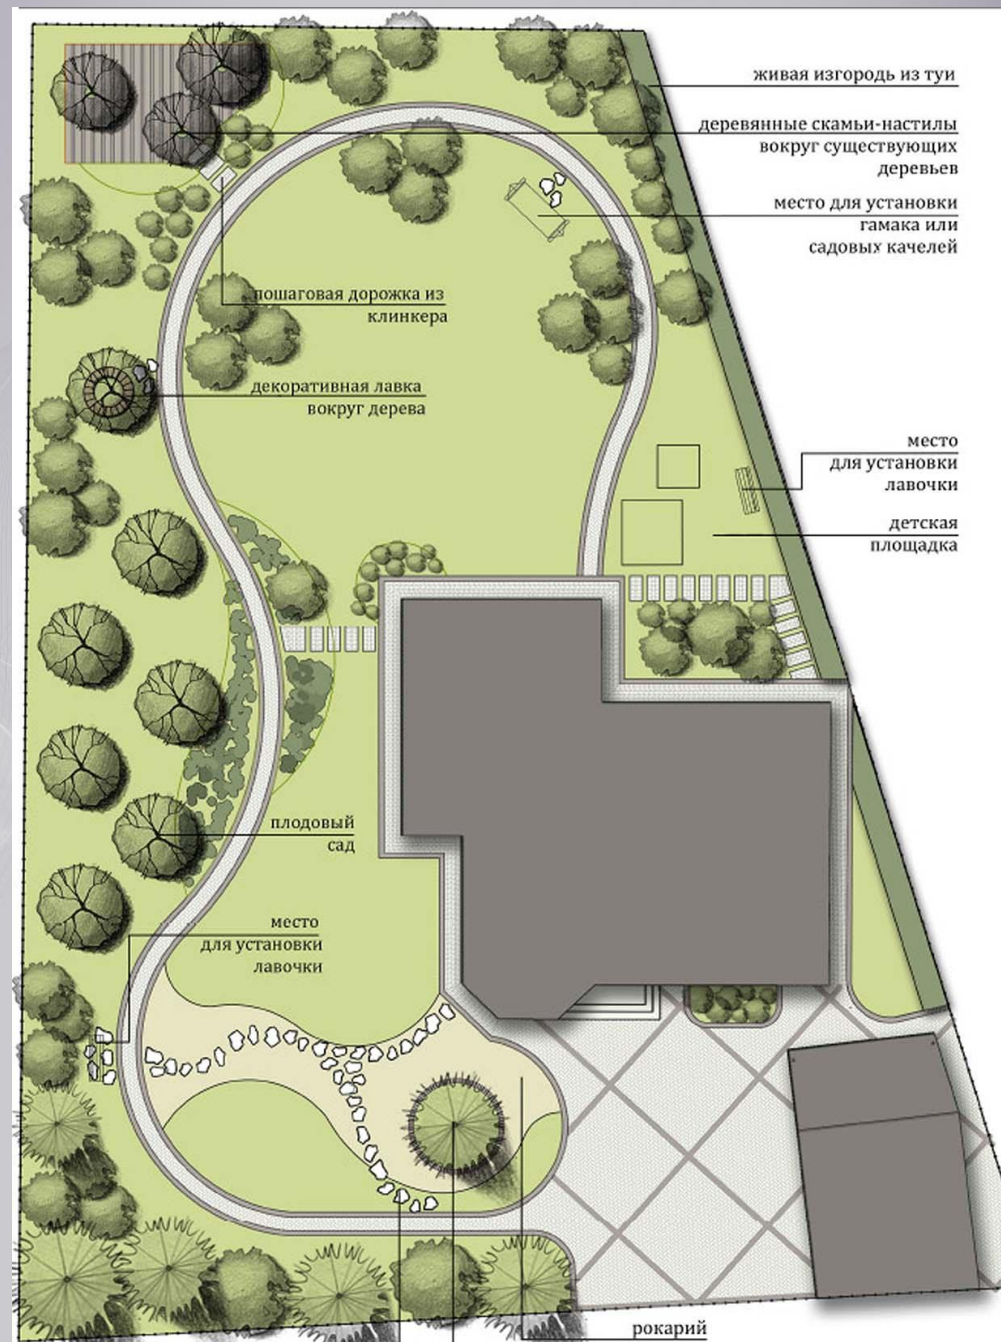 живая изгородь из туи
деревянные скамьи-настилы
вокруг существующих
деревьев
место для установки
гамака или
садовых качелей
пошаговая дорожка из
клинкера
декоративная лавка
вокруг дерева
место
для установки
лавочки
детская
площадка
плодовый
сад
место
для установки
лавочки
рокарий